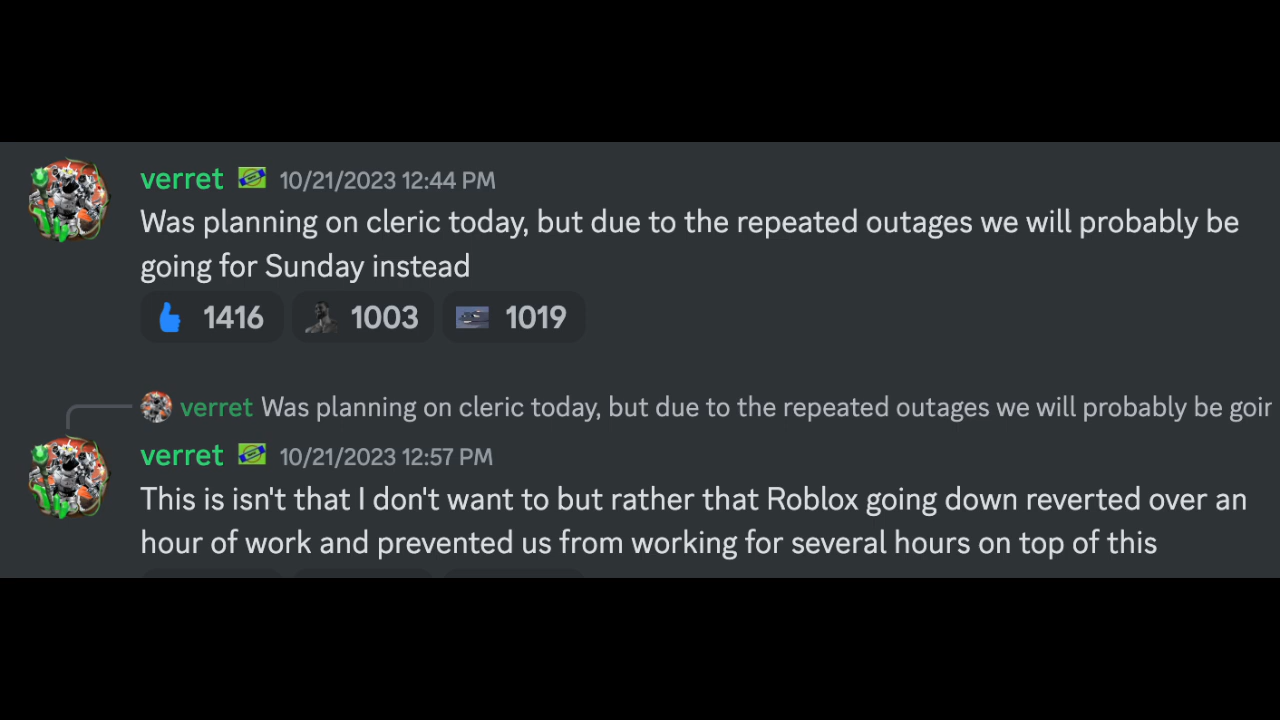 verret 10/21/2023 12:44 PM
Was planning on cleric today, but due to the repeated outages we will probably be
going for Sunday instead
1416 1003 1019
verret Was planning on cleric today, but due to the repeated outages we will probably be goir
verret 10/21/2023 12:57 PM
This is isn't that I don't want to but rather that Roblox going down reverted over an
hour of work and prevented us from working for several hours on top of this